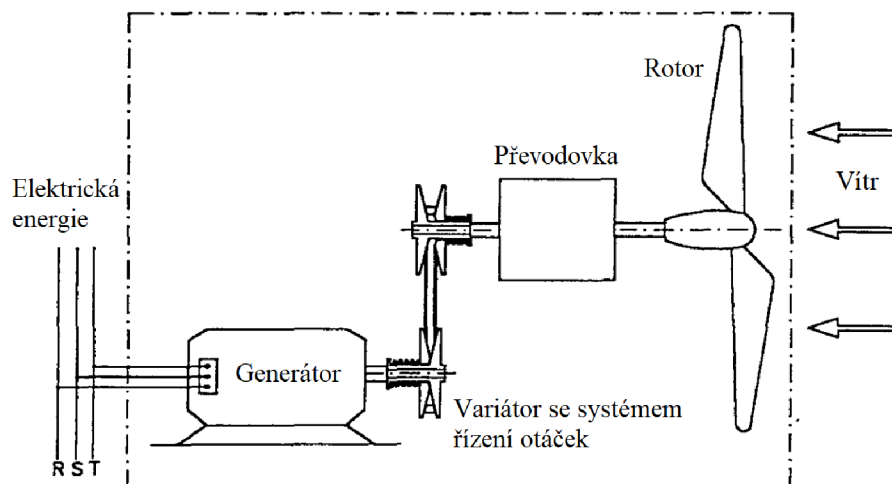 Rotor
Převodovka
Elektrická
energie
Vítr
Generátor
Variátor se systémem
řízení otáček
R S T